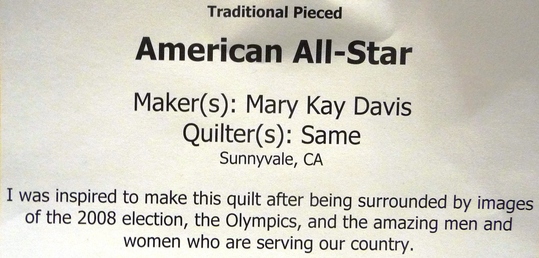 Traditional Pieced
American All-Star
Maker(s): Mary Kay Davis
Quilter(s): Same
Sunnyvale, CA
I was inspired to make this quilt after being surrounded by images
of the 2008 election, the Olympics, and the amazing men and
women who are serving our country.